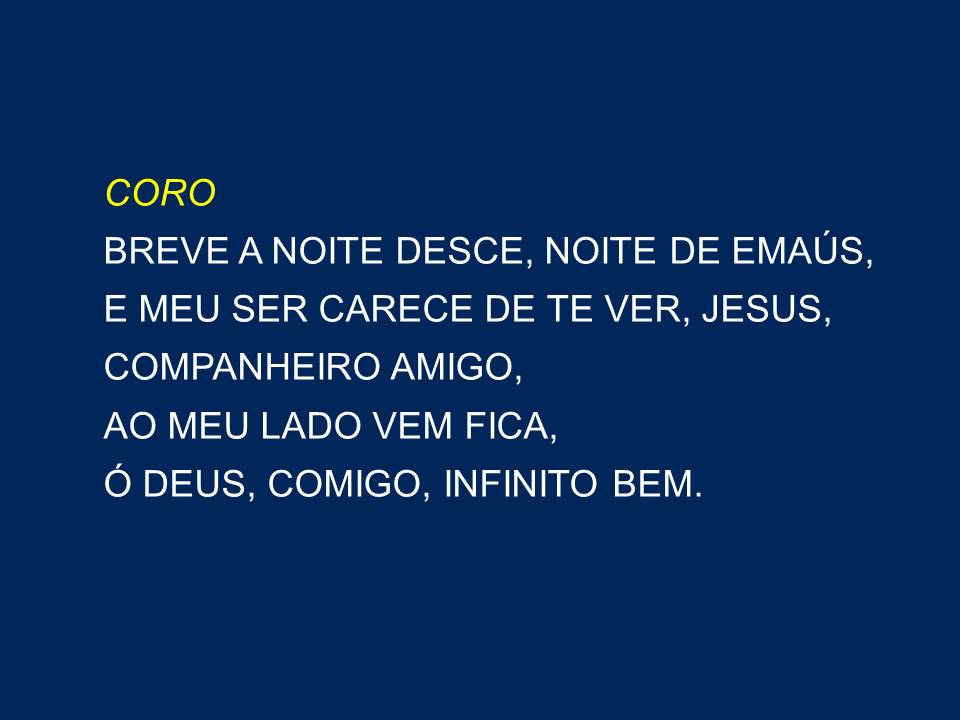 CORO
BREVE A NOITE DESCE, NOITE DE EMAÚS,
E MEU SER CARECE DE TE VER, JESUS,
COMPANHEIRO AMIGO,
AO MEU LADO VEM FICA,
Ó DEUS, COMIGO, INFINITO BEM.